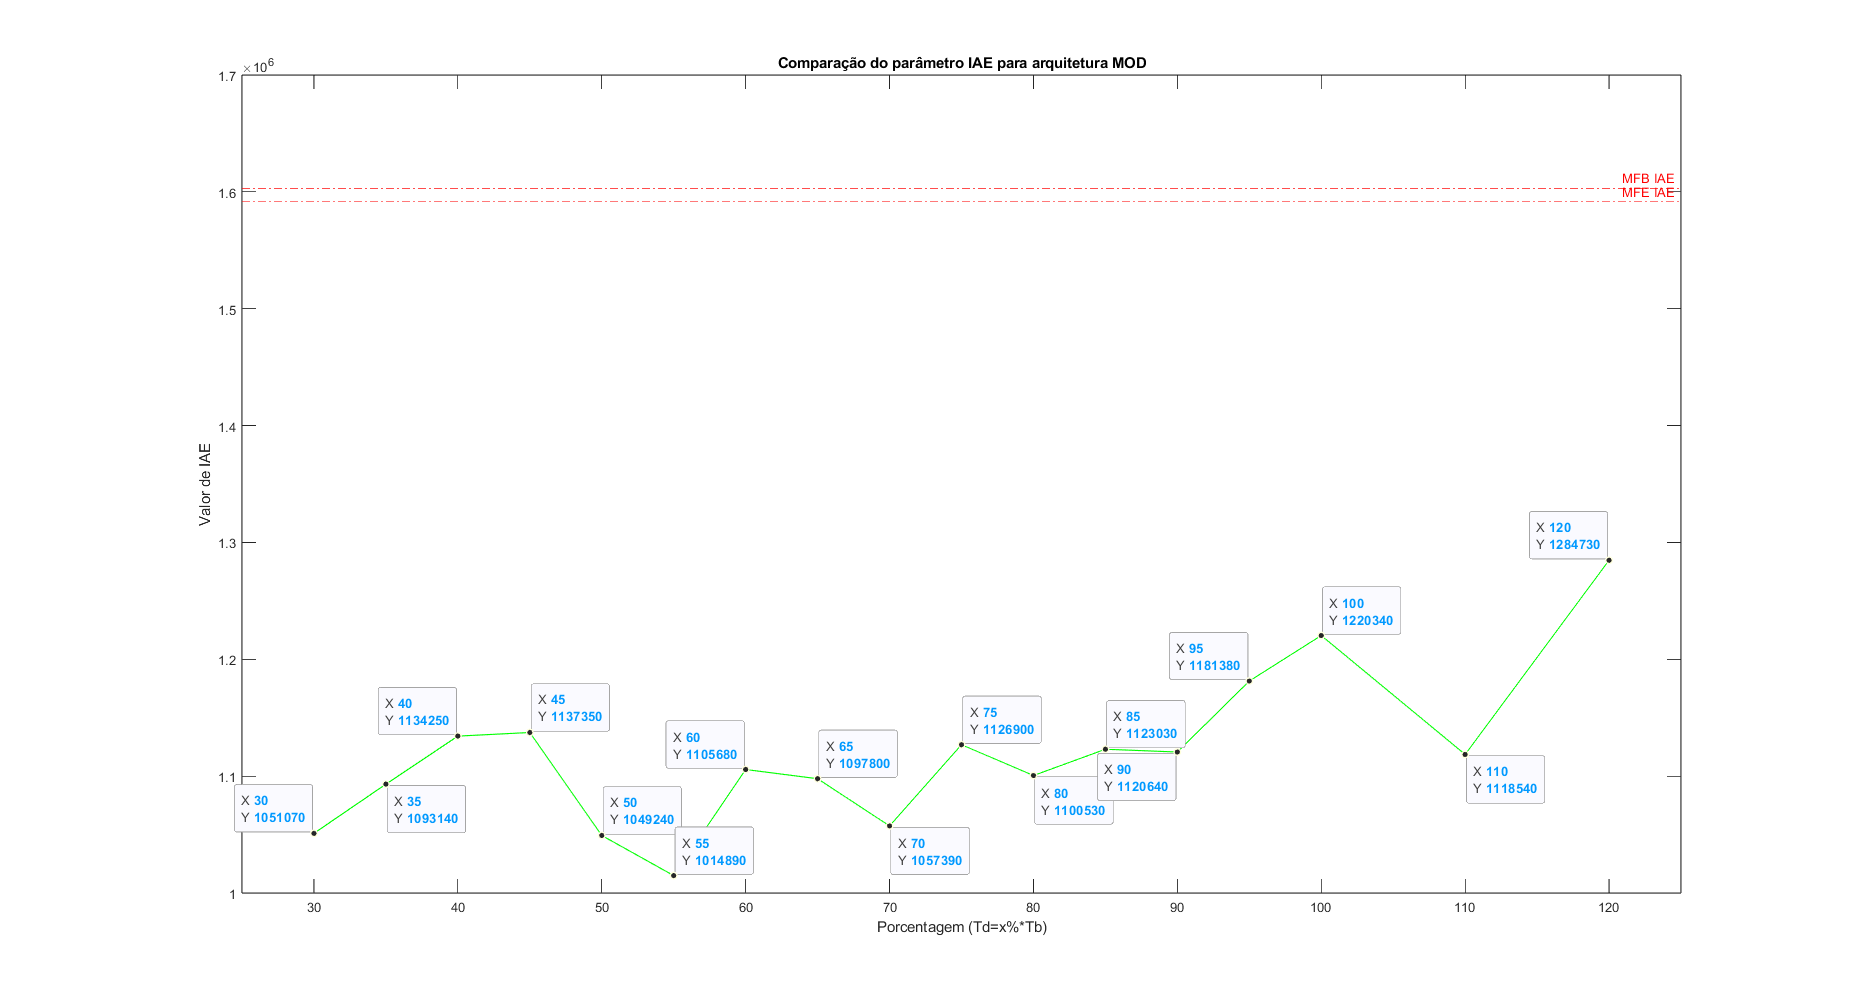 Comparação do parâmetro IAE para arquitetura MOD
×10^6
1.7
1.6
1.5
1.4
1.3
1.2
1.1
1
Valor de IAE
MFB IAE
MFE IAE
X 30
Y 1051070
X 35
Y 1093140
X 40
Y 1134250
X 45
Y 1137350
X 50
Y 1049240
X 55
Y 1014890
X 60
Y 1105680
X 65
Y 1097800
X 70
Y 1057390
X 75
Y 1126900
X 80
Y 1100530
X 85
Y 1123030
X 90
Y 1120640
X 95
Y 1181380
X 100
Y 1220340
X 110
Y 1118540
X 120
Y 1284730
30 40 50 60 70 80 90 100 110 120
Porcentagem (Td=x%*Tb)